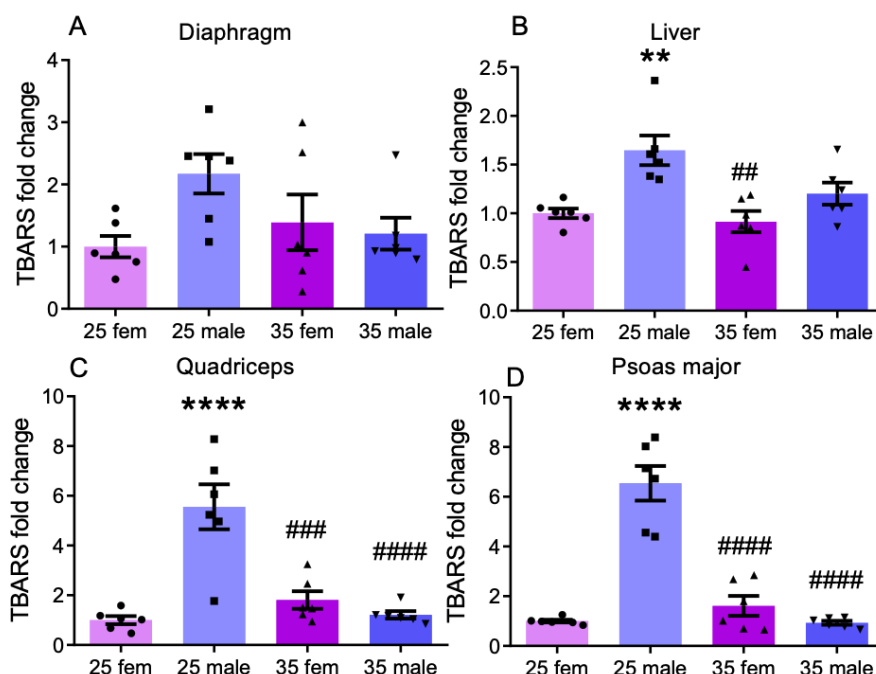 A
Diaphragm
TBARS fold change
4
3
2
1
0
25 fem
25 male
35 fem
35 male
B
Liver
TBARS fold change
2.5
2.0
1.5
1.0
0.5
0.0
**
##
25 fem
25 male
35 fem
35 male
C
Quadriceps
TBARS fold change
10
8
6
4
2
0
****
###
####
25 fem
25 male
35 fem
35 male
D
Psoas major
TBARS fold change
10
8
6
4
2
0
****
####
####
25 fem
25 male
35 fem
35 male